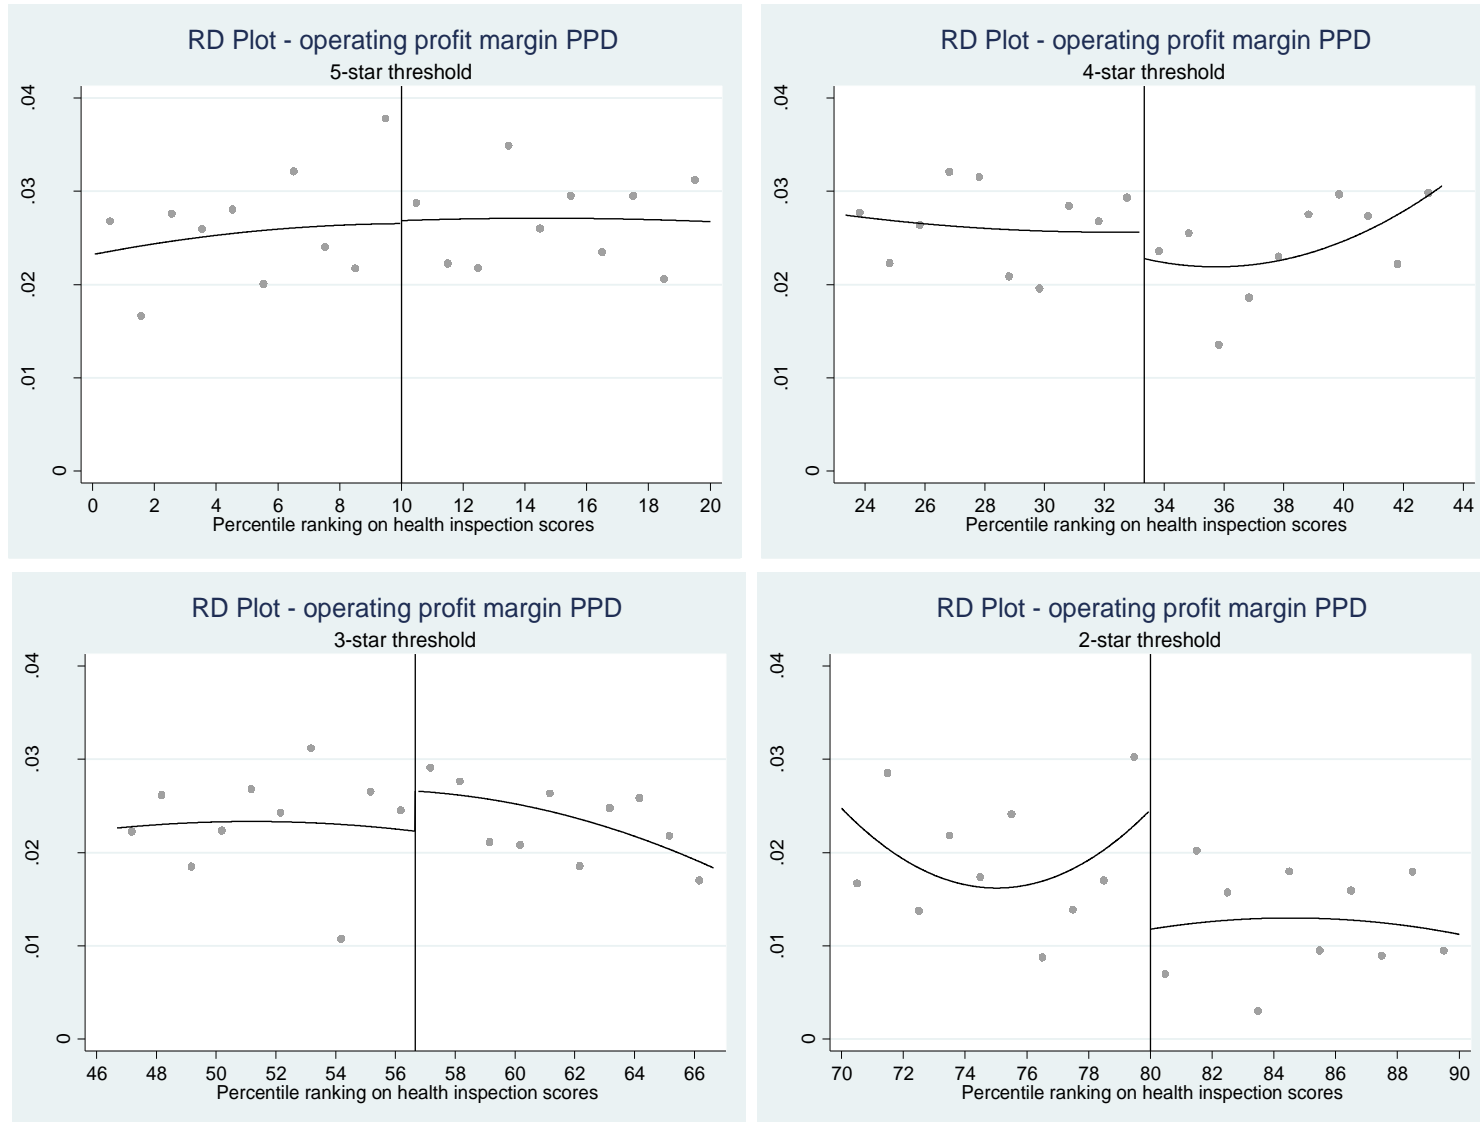 RD Plot - operating profit margin PPD
5-star threshold
.04
.03
.02
.01
0
0 2 4 6 8 10 12 14 16 18 20
Percentile ranking on health inspection scores
RD Plot - operating profit margin PPD
4-star threshold
.04
.03
.02
.01
0
24 26 28 30 32 34 36 38 40 42 44
Percentile ranking on health inspection scores
RD Plot - operating profit margin PPD
3-star threshold
.04
.03
.02
.01
0
46 48 50 52 54 56 58 60 62 64 66
Percentile ranking on health inspection scores
RD Plot - operating profit margin PPD
2-star threshold
.04
.03
.02
.01
0
70 72 74 76 78 80 82 84 86 88 90
Percentile ranking on health inspection scores